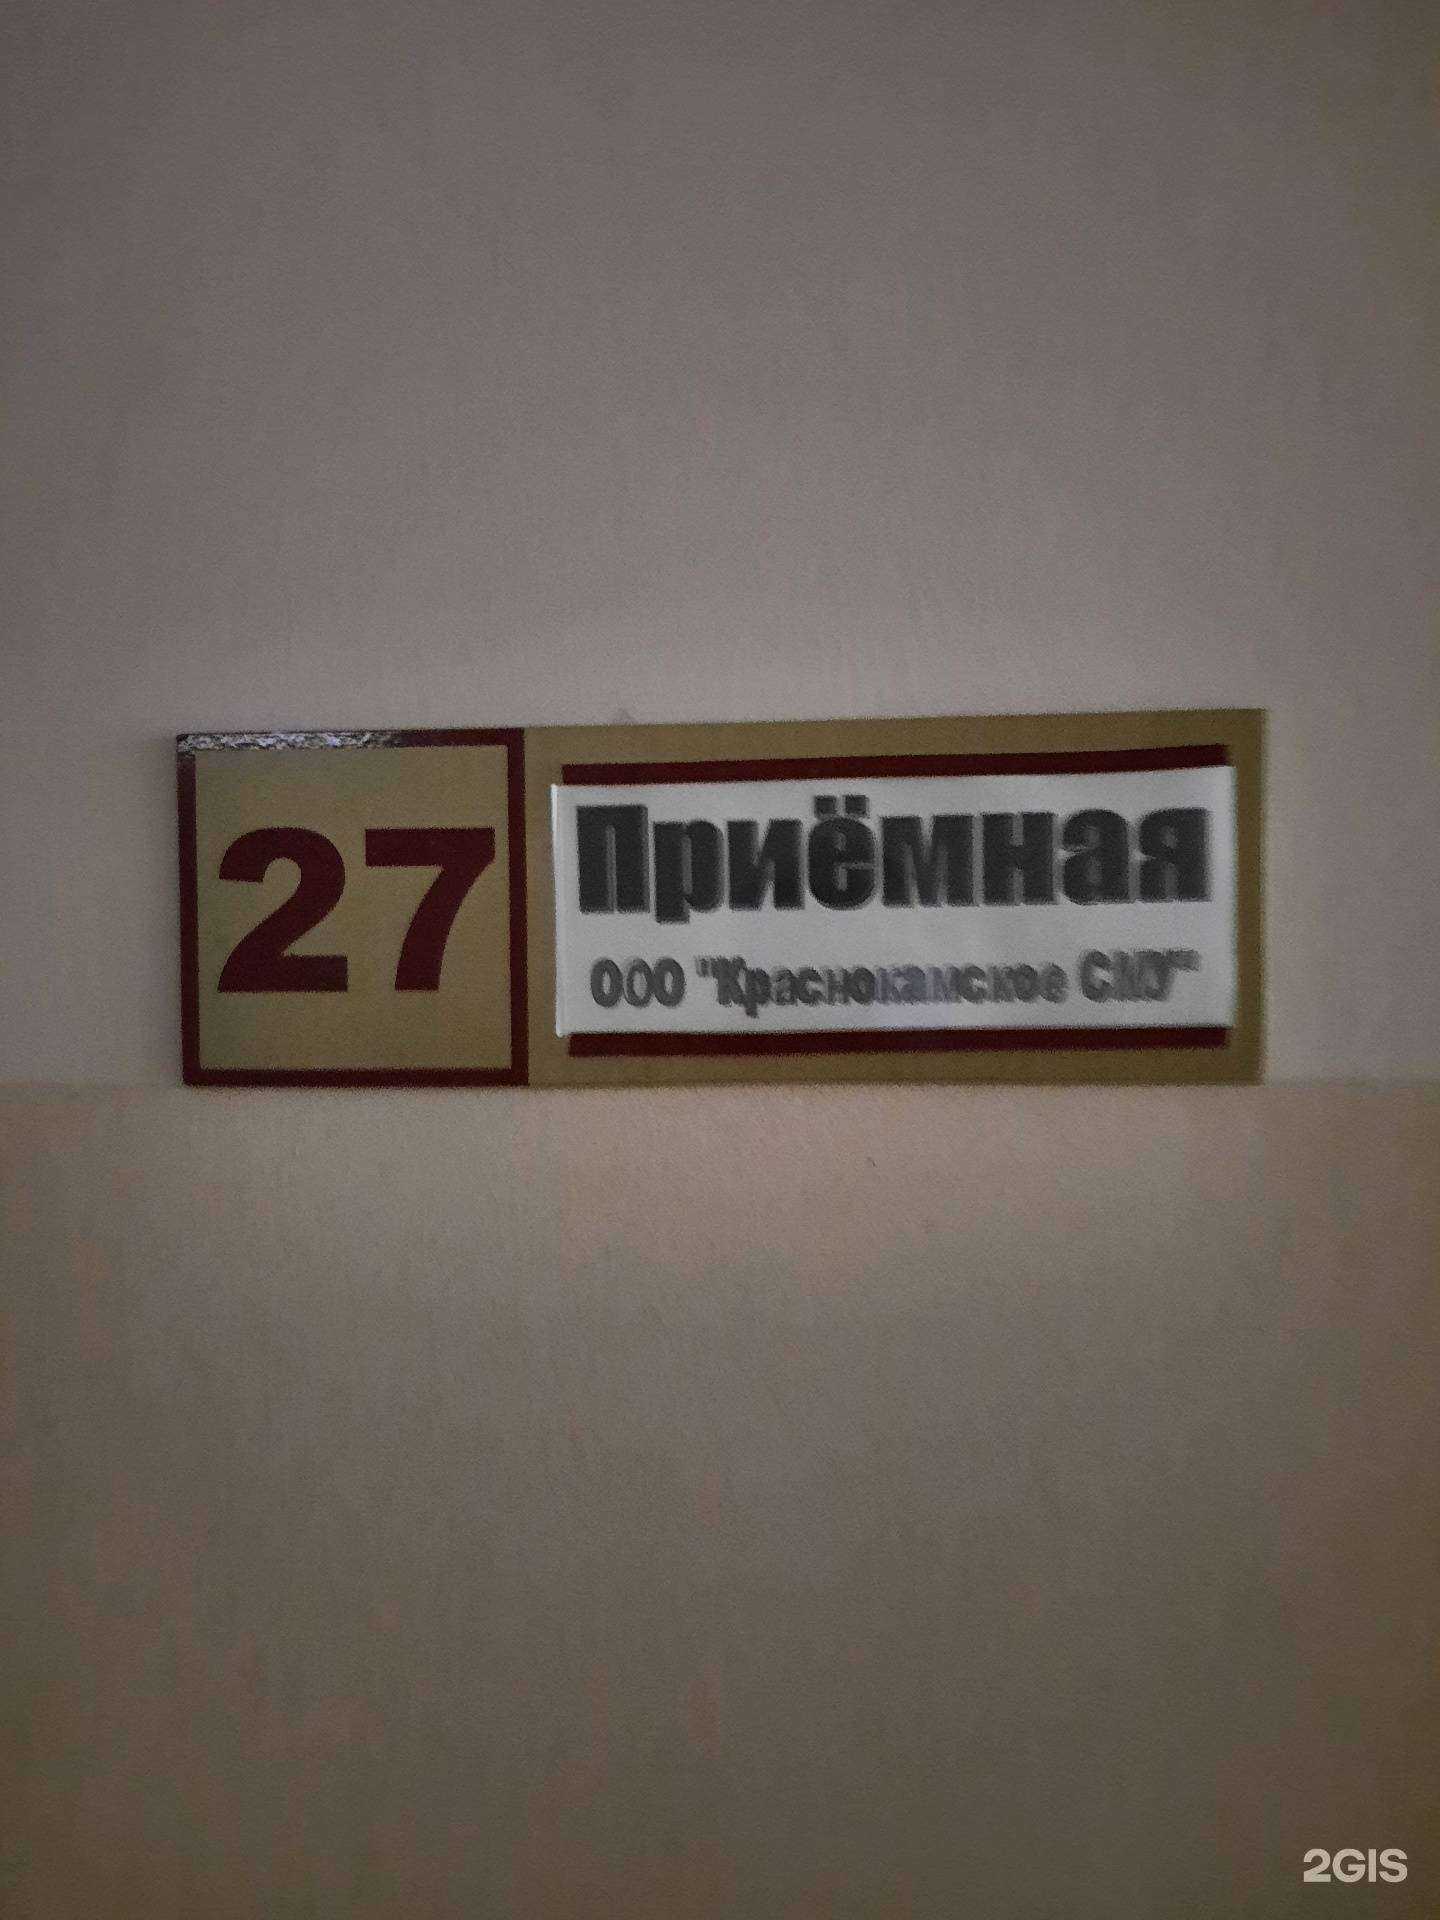 27
Приёмная
ООО "Краснокамское СМУ"
2GIS